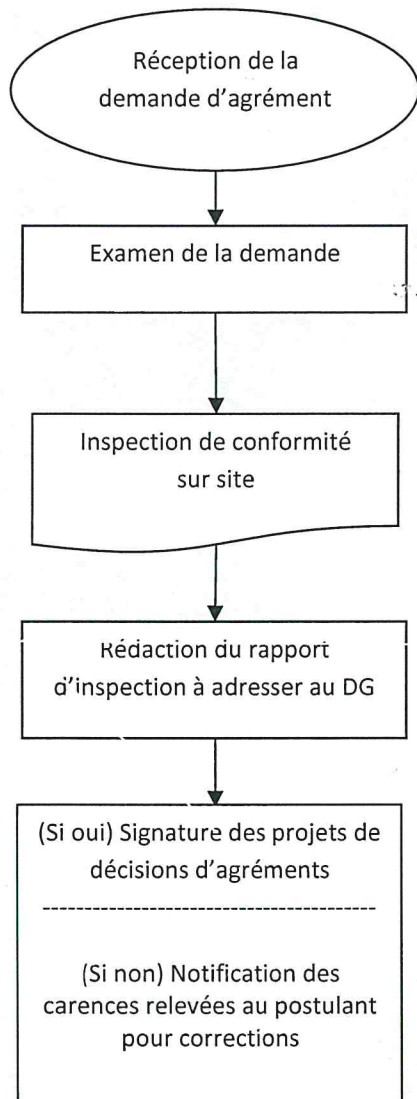 Réception de la
demande d'agrément
Examen de la demande
Inspection de conformité
sur site
Rédaction du rapport
d'inspection à adresser au DG
(Si oui) Signature des projets de
décisions d'agréments
--------------------------------------
(Si non) Notification des
carences relevées au postulant
pour corrections